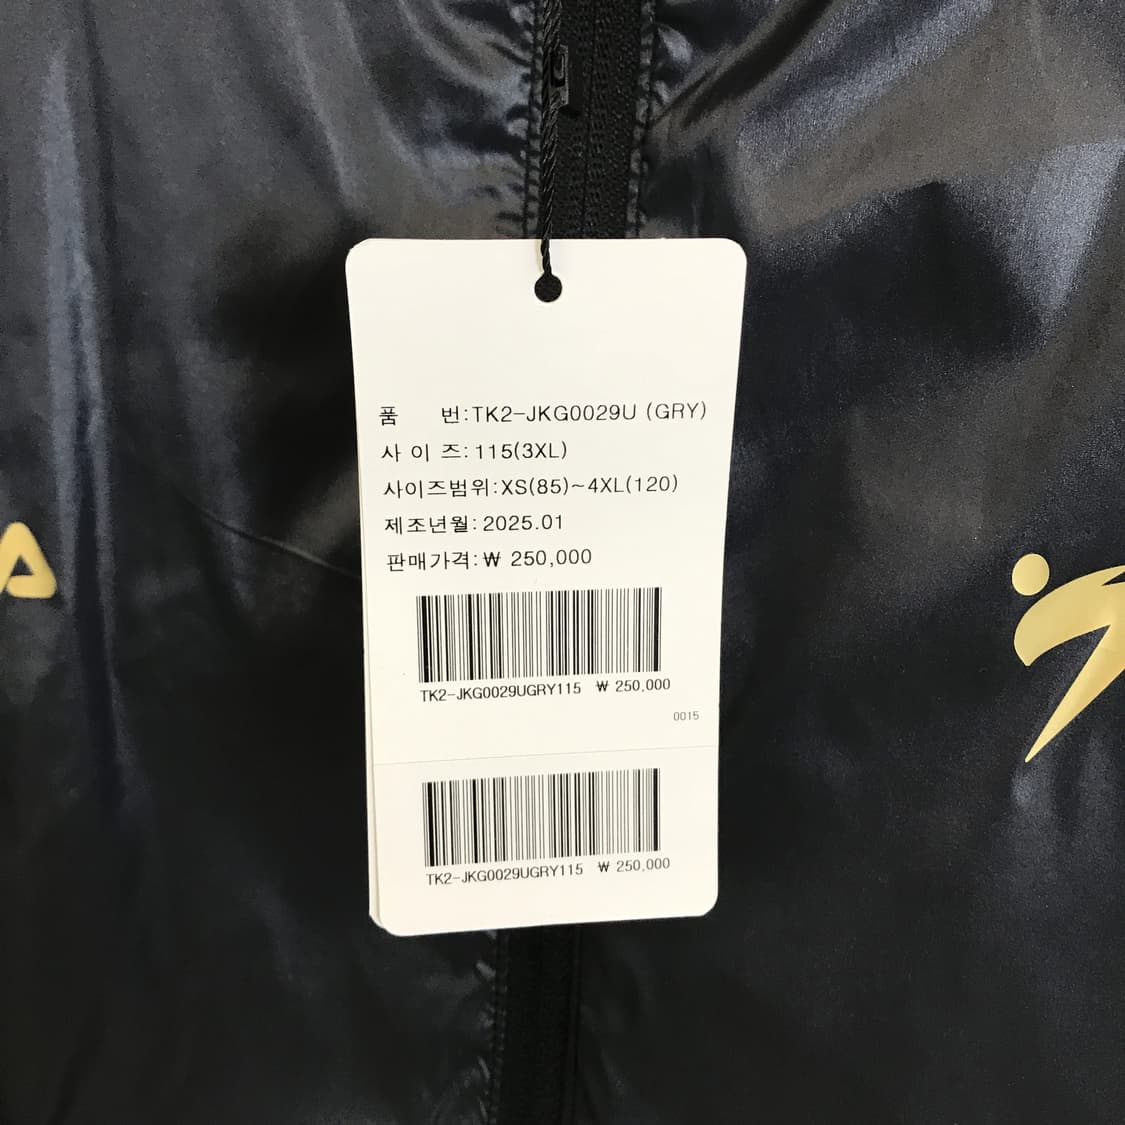 품 번:TK2-JKG0029U (GRY)
사 이 즈: 115(3XL)
사이즈범위:XS(85)~4XL(120)
제조년월: 2025.01
판매가격:₩ 250,000
TK2-JKG0029UGRY115 ₩ 250,000
0015
TK2-JKG0029UGRY115 ₩ 250,000
A